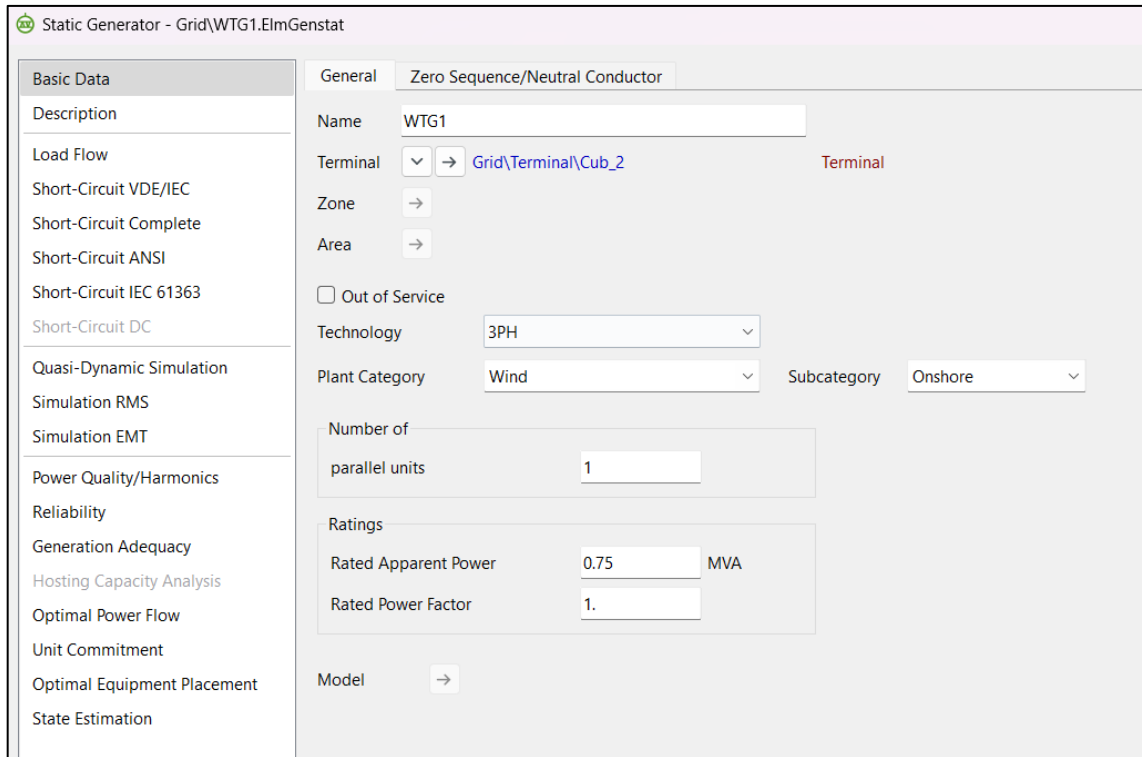 Static Generator - Grid\WTG1.ElmGenstat
Basic Data
Description
Load Flow
Short-Circuit VDE/IEC
Short-Circuit Complete
Short-Circuit ANSI
Short-Circuit IEC 61363
Short-Circuit DC
Quasi-Dynamic Simulation
Simulation RMS
Simulation EMT
Power Quality/Harmonics
Reliability
Generation Adequacy
Hosting Capacity Analysis
Optimal Power Flow
Unit Commitment
Optimal Equipment Placement
State Estimation
General Zero Sequence/Neutral Conductor
Name WTG1
Terminal → Grid\Terminal\Cub_2 Terminal
Zone →
Area →
Out of Service
Technology 3PH
Plant Category Wind Subcategory Onshore
Number of
parallel units 1
Ratings
Rated Apparent Power 0.75 MVA
Rated Power Factor 1.
Model →